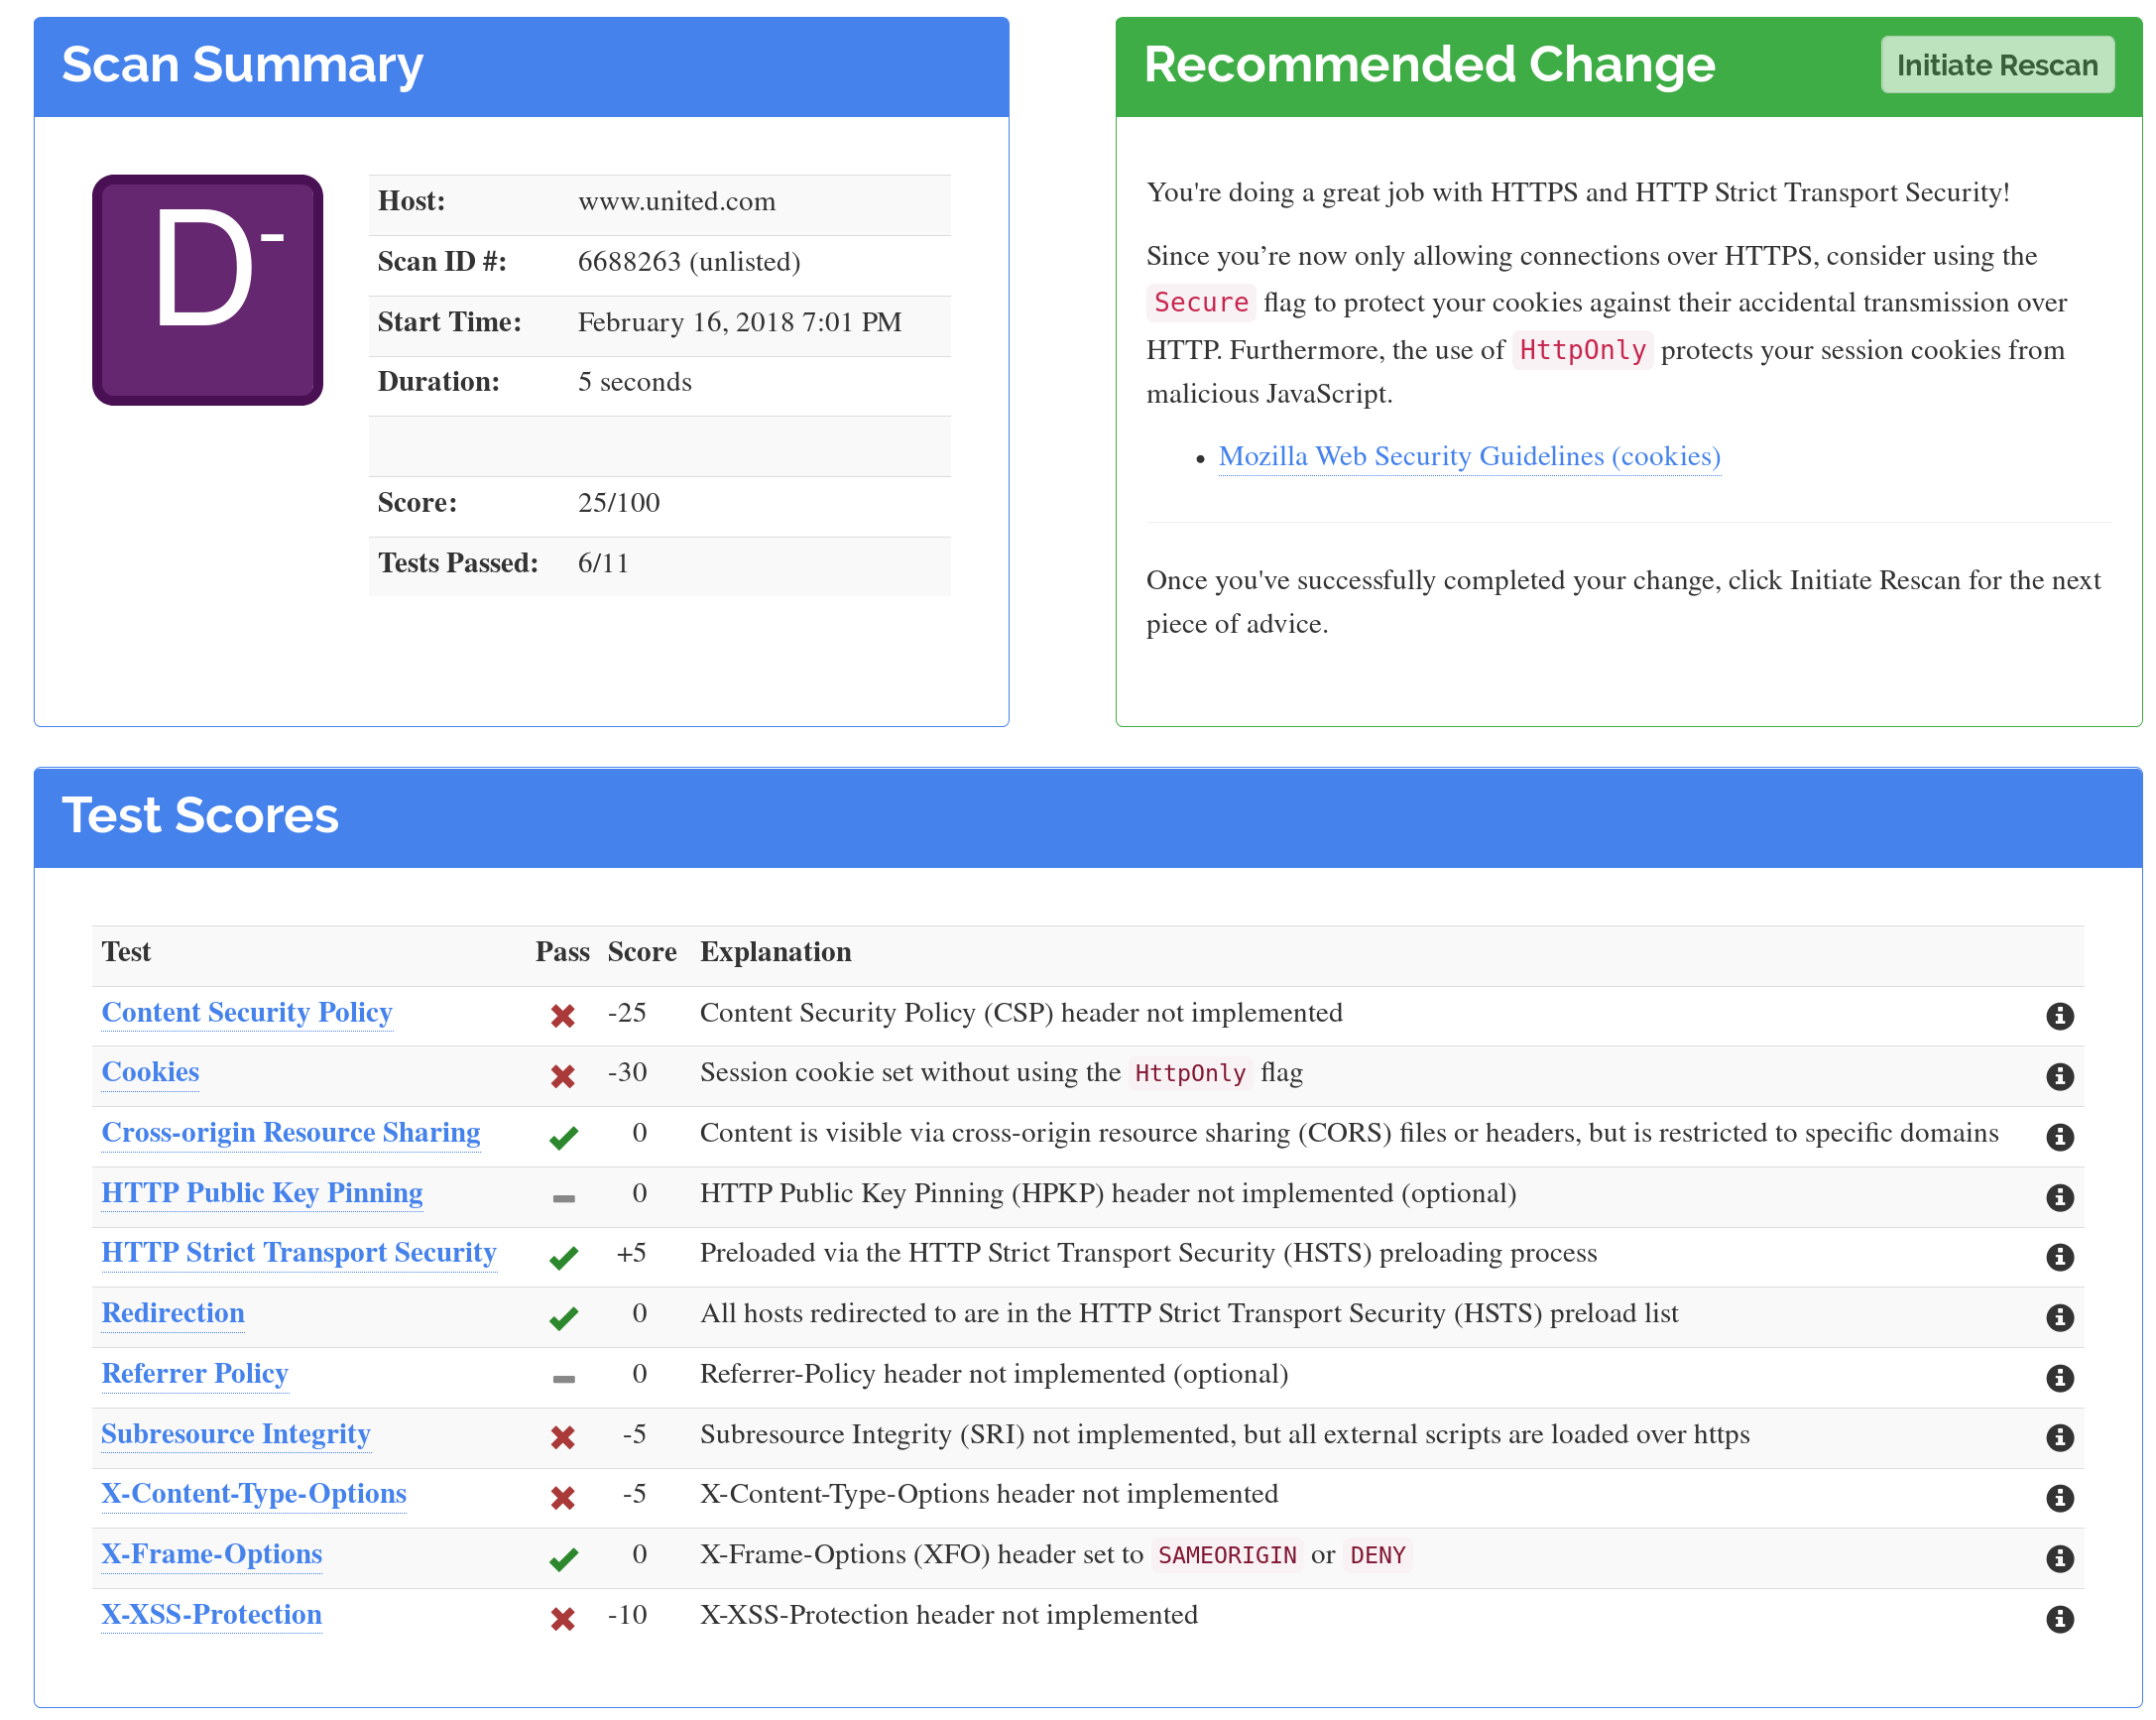 Scan Summary
D-
Host: www.united.com
Scan ID #: 6688263 (unlisted)
Start Time: February 16, 2018 7:01 PM
Duration: 5 seconds
Score: 25/100
Tests Passed: 6/11
Recommended Change
Initiate Rescan
You're doing a great job with HTTPS and HTTP Strict Transport Security!
Since you’re now only allowing connections over HTTPS, consider using the
Secure flag to protect your cookies against their accidental transmission over
HTTP. Furthermore, the use of HttpOnly protects your session cookies from
malicious JavaScript.
• Mozilla Web Security Guidelines (cookies)
Once you've successfully completed your change, click Initiate Rescan for the next
piece of advice.
Test Scores
Test Pass Score Explanation
Content Security Policy -25 Content Security Policy (CSP) header not implemented
Cookies -30 Session cookie set without using the HttpOnly flag
Cross-origin Resource Sharing 0 Content is visible via cross-origin resource sharing (CORS) files or headers, but is restricted to specific domains
HTTP Public Key Pinning 0 HTTP Public Key Pinning (HPKP) header not implemented (optional)
HTTP Strict Transport Security +5 Preloaded via the HTTP Strict Transport Security (HSTS) preloading process
Redirection 0 All hosts redirected to are in the HTTP Strict Transport Security (HSTS) preload list
Referrer Policy 0 Referrer-Policy header not implemented (optional)
Subresource Integrity -5 Subresource Integrity (SRI) not implemented, but all external scripts are loaded over https
X-Content-Type-Options -5 X-Content-Type-Options header not implemented
X-Frame-Options 0 X-Frame-Options (XFO) header set to SAMEORIGIN or DENY
X-XSS-Protection -10 X-XSS-Protection header not implemented